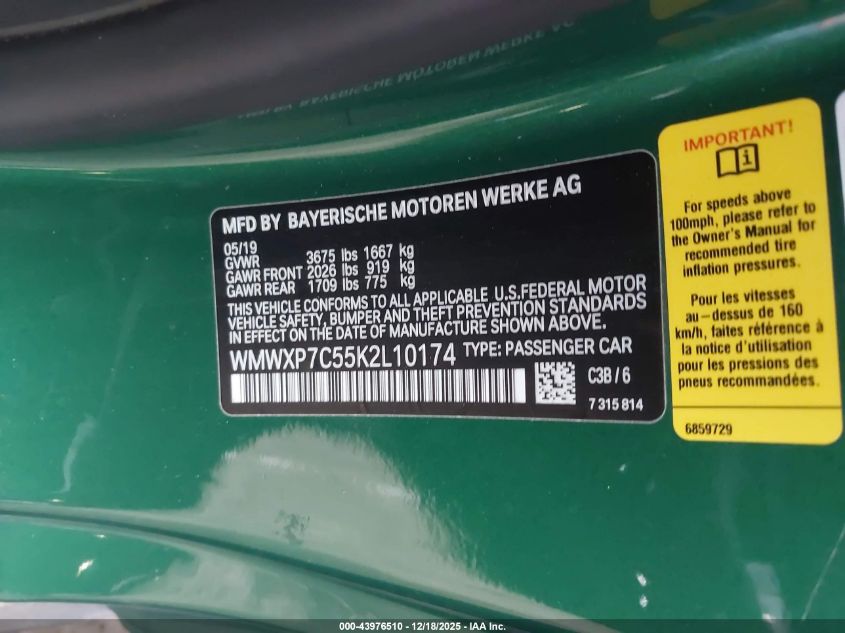 MFD BY BAYERISCHE MOTOREN WERKE AG
05/19
GVWR 3675 lbs 1667 kg
GAWR FRONT 2026 lbs 919 kg
GAWR REAR 1709 lbs 775 kg
THIS VEHICLE CONFORMS TO ALL APPLICABLE U.S.FEDERAL MOTOR
VEHICLE SAFETY, BUMPER AND THEFT PREVENTION STANDARDS
IN EFFECT ON THE DATE OF MANUFACTURE SHOWN ABOVE.
WMWXP7C55K2L10174 TYPE: PASSENGER CAR
C3B / 6
7 315 814
IMPORTANT!
i
For speeds above
100mph, please refer to
the Owner's Manual for
recommended tire
inflation pressures.
Pour les vitesses
au-dessus de 160
km/h, faites référence à
la notice d'utilisation
pour les pressions des
pneus recommandées.
6859729
000-43976510 - 12/18/2025 - IAA Inc.